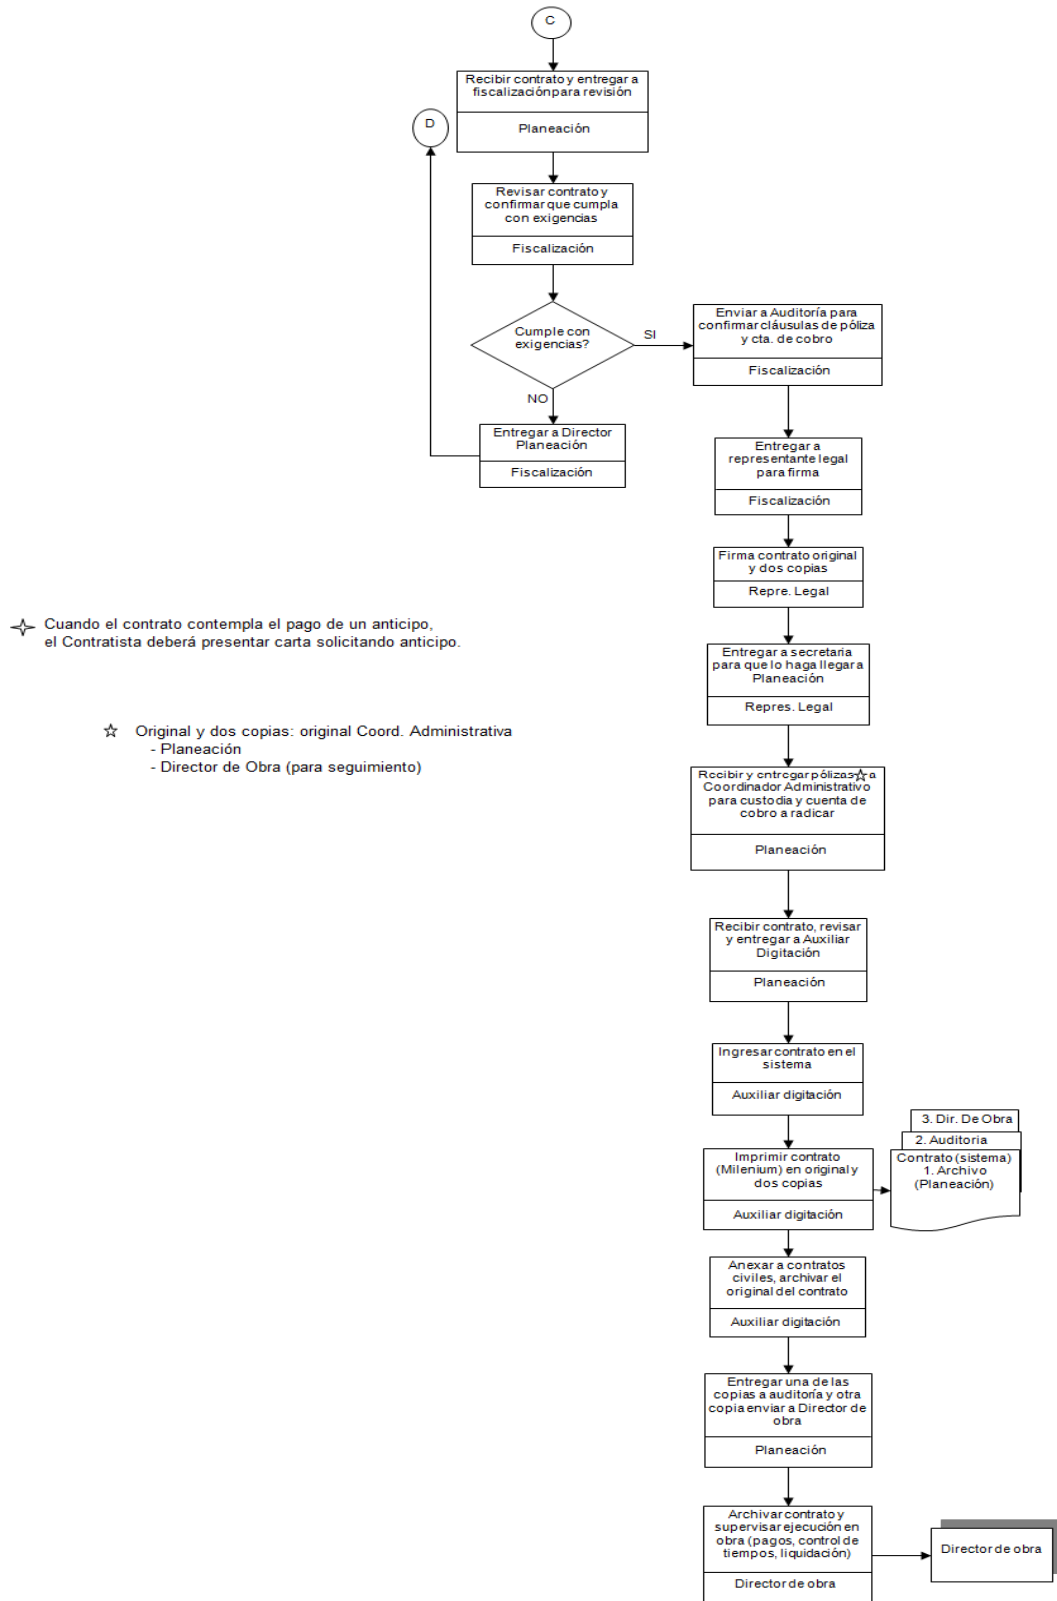 C
Recibir contrato y entregar a
fiscalización para revisión
Planeación
D
Revisar contrato y
confirmar que cumpla
con exigencias
Fiscalización
Cumple con
exigencias?
SI
Enviar a Auditoría para
confirmar cláusulas de póliza
y cta. de cobro
Fiscalización
NO
Entregar a Director
Planeación
Fiscalización
Entregar a
representante legal
para firma
Fiscalización
Firma contrato original
y dos copias
Repre. Legal
Cuando el contrato contempla el pago de un anticipo,
el Contratista deberá presentar carta solicitando anticipo.
Entregar a secretaria
para que lo haga llegar a
Planeación
Repres. Legal
Original y dos copias: original Coord. Administrativa
- Planeación
- Director de Obra (para seguimiento)
Recibir y entregar pólizas a
Coordinador Administrativo
para custodia y cuenta de
cobro a radicar
Planeación
Recibir contrato, revisar
y entregar a Auxiliar
Digitación
Planeación
Ingresar contrato en el
sistema
Auxiliar digitación
3. Dir. De Obra
2. Auditoria
Contrato (sistema)
1. Archivo
(Planeación)
Imprimir contrato
(Milenium) en original y
dos copias
Auxiliar digitación
Anexar a contratos
civiles, archivar el
original del contrato
Auxiliar digitación
Entregar una de las
copias a auditoría y otra
copia enviar a Director de
obra
Planeación
Archivar contrato y
supervisar ejecución en
obra (pagos, control de
tiempos, liquidación)
Director de obra
Director de obra